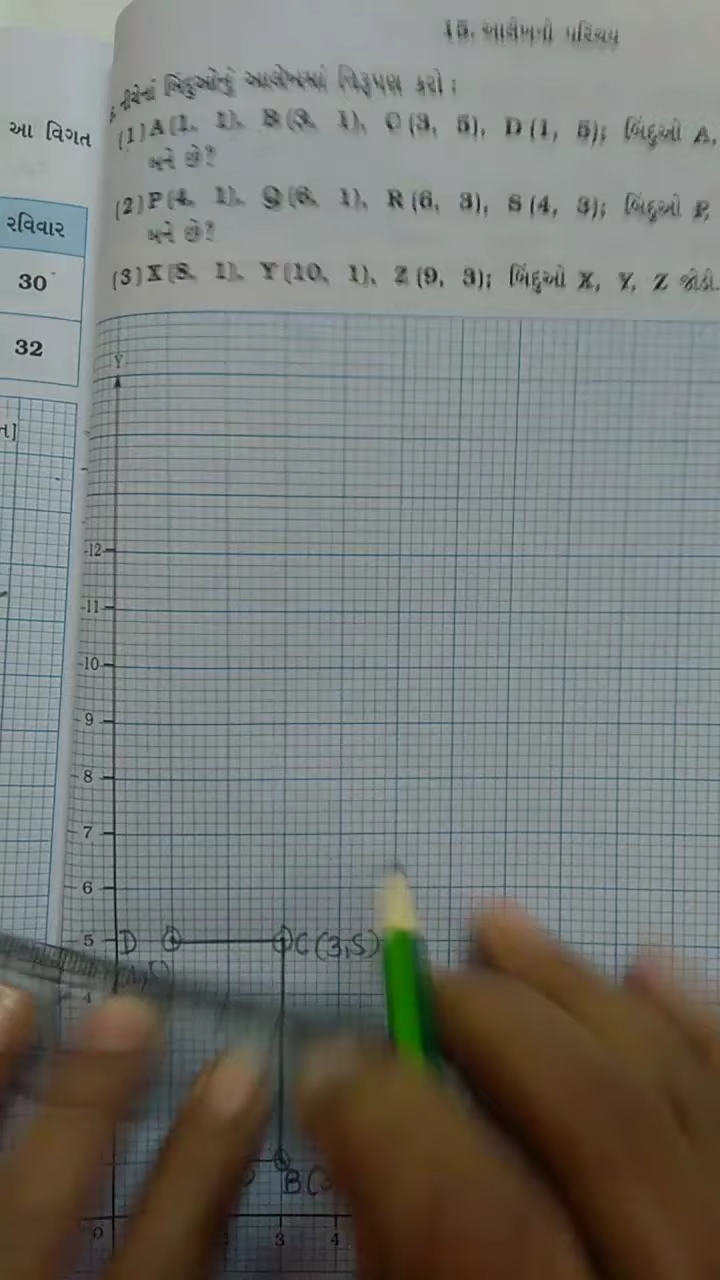 15. આલેખનો પરિચય
આ વિગત
રવિવાર
30
32
નીચેનાં બિંદુઓનું આલેખમાં નિરૂપણ કરો :
(1) A(1, 1), B(3, 1), C(3, 5), D(1, 5); બિંદુઓ A,
બને છે?
(2) P(4, 1), Q(6, 1), R(6, 3), S(4, 3); બિંદુઓ P,
બને છે?
(3) X(8, 1), Y(10, 1), Z(9, 3); બિંદુઓ X, Y, Z જોડી.
Y
12
11
10
9
8
7
6
5 D C(3,5)
4
B(
0 3 4